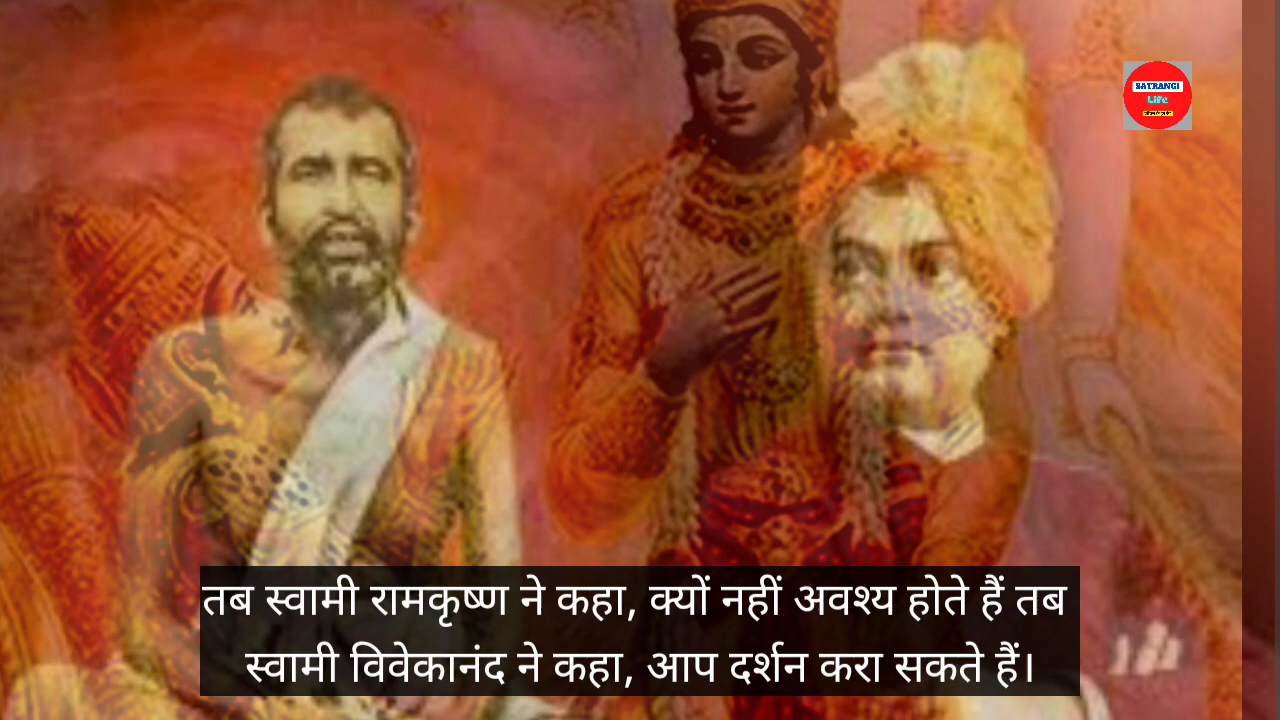 SATRANGI
Life
तब स्वामी रामकृष्ण ने कहा, क्यों नहीं अवश्य होते हैं तब
स्वामी विवेकानंद ने कहा, आप दर्शन करा सकते हैं।